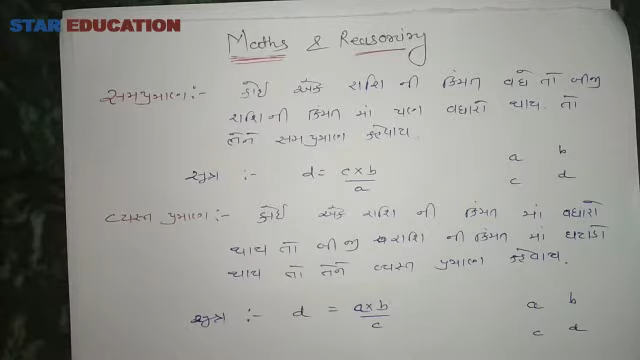 STAR EDUCATION
Maths & Reasoning
સમપ્રમાણ :- કોઇ એક રાશિ ની કિંમત વધે તો બીજી
રાશિ ની કિંમત માં પણ વધારો થાય તો
તેને સમપ્રમાણ કહેવાય.
સૂત્ર :- d = c×b/a
a b
c d
વ્યસ્ત પ્રમાણ :- કોઇ એક રાશિ ની કિંમત માં વધારો
થાય તો બીજી રાશિ ની કિંમત માં ઘટાડો
થાય તો તેને વ્યસ્ત પ્રમાણ કહેવાય.
સૂત્ર :- d = a×b/c
a b
c d